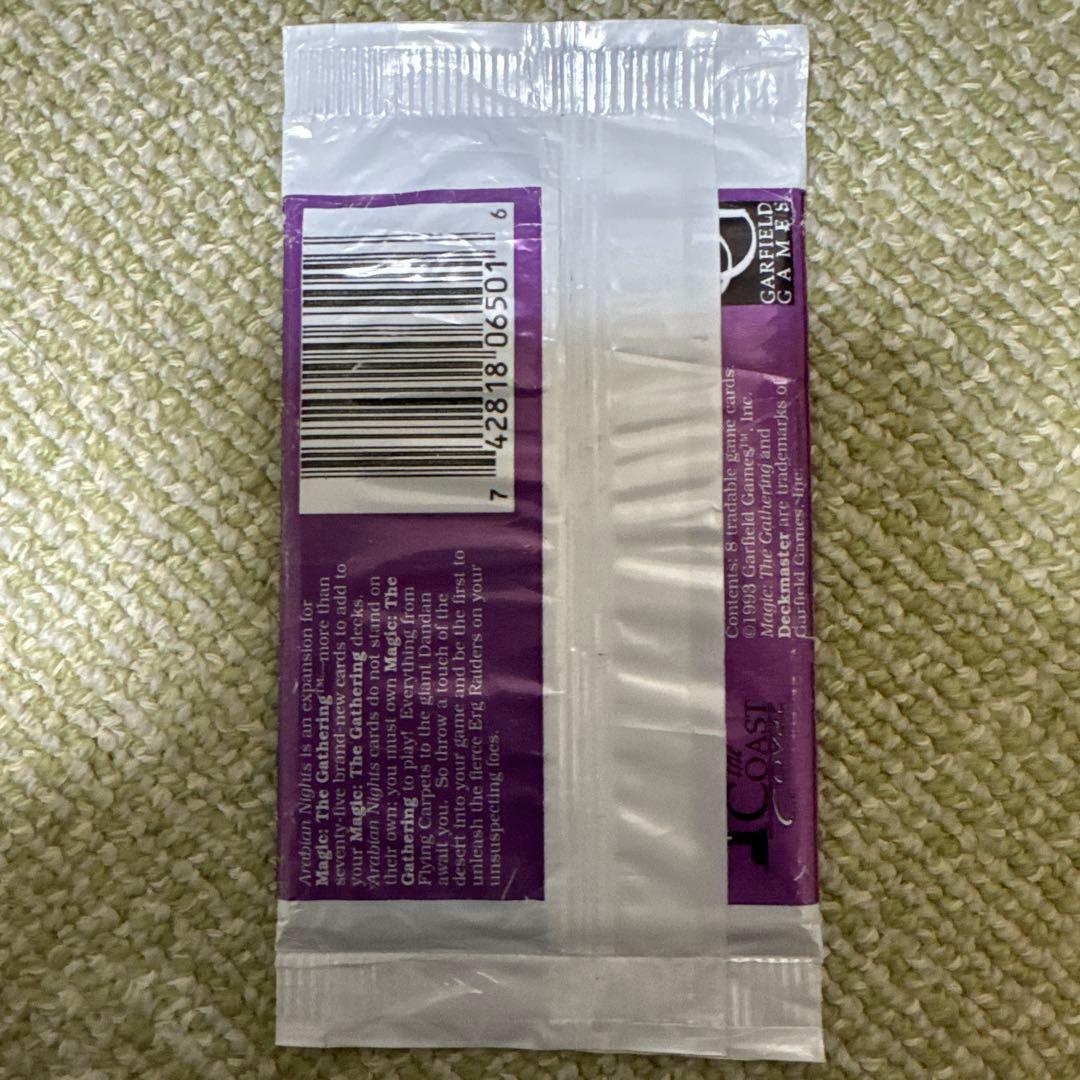 7 42818 06501 6
Arabian Nights is an expansion for
Magic: The Gathering™—more than
seventy-five brand-new cards to add to
your Magic: The Gathering decks.
Arabian Nights cards do not stand on
their own; you must own Magic: The
Gathering to play! Everything from
Flying Carpets to the giant Dandan
await you. So throw a touch of the
desert into your game and be the first to
unleash the fierce Erg Raiders on your
unsuspecting foes.
GARFIELD
GAMES
Contents: 8 tradable game cards.
©1993 Garfield Games™, Inc.
Magic: The Gathering and
Deckmaster are trademarks of
Garfield Games, Inc.
the
COAST